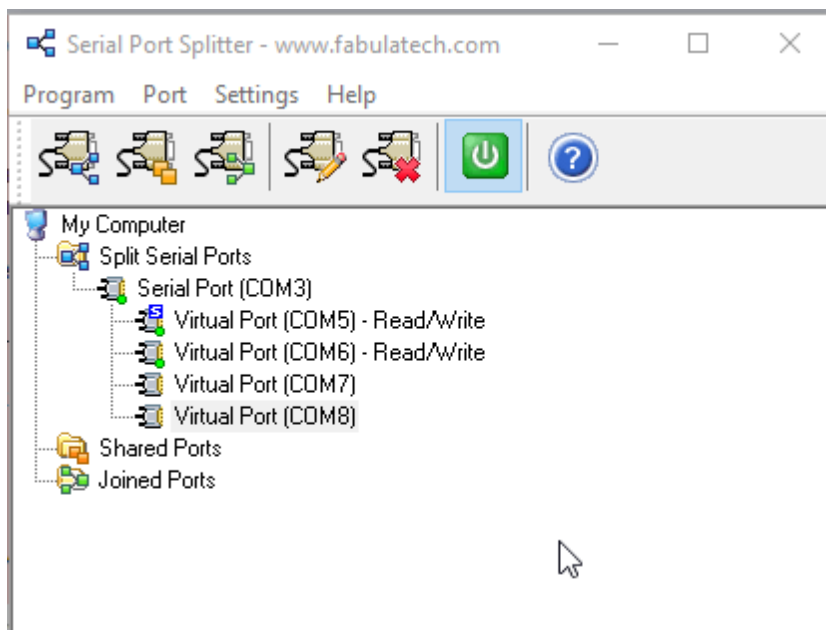 Serial Port Splitter - www.fabulatech.com
Program Port Settings Help
My Computer
Split Serial Ports
Serial Port (COM3)
S
Virtual Port (COM5) - Read/Write
Virtual Port (COM6) - Read/Write
Virtual Port (COM7)
Virtual Port (COM8)
Shared Ports
Joined Ports